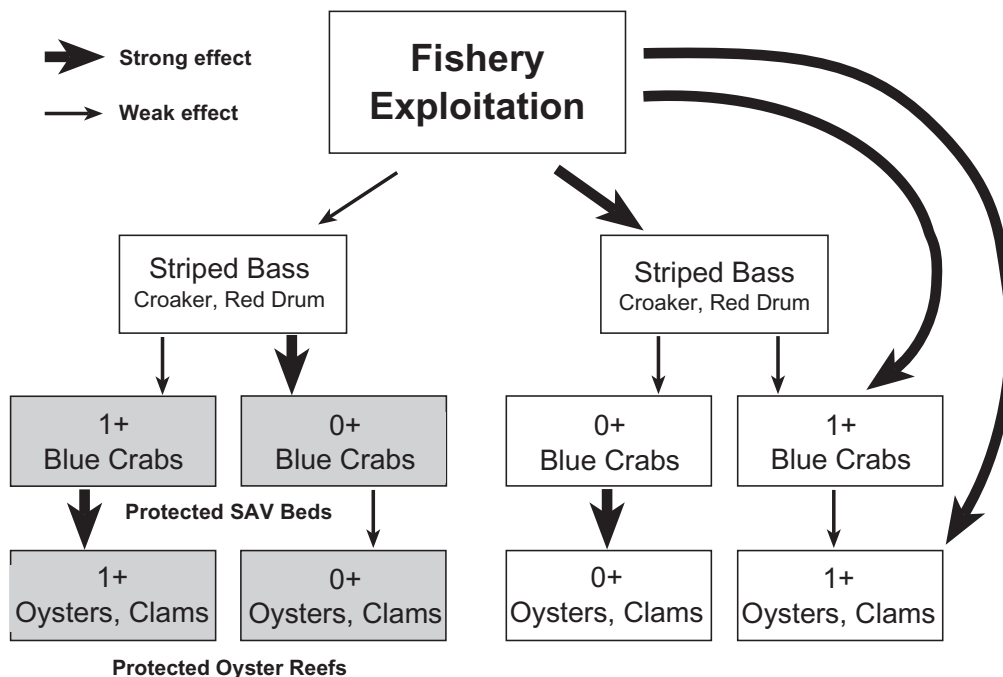 Strong effect
Weak effect
Fishery
Exploitation
Striped Bass
Croaker, Red Drum
Striped Bass
Croaker, Red Drum
1+
Blue Crabs
0+
Blue Crabs
0+
Blue Crabs
1+
Blue Crabs
Protected SAV Beds
1+
Oysters, Clams
0+
Oysters, Clams
0+
Oysters, Clams
1+
Oysters, Clams
Protected Oyster Reefs